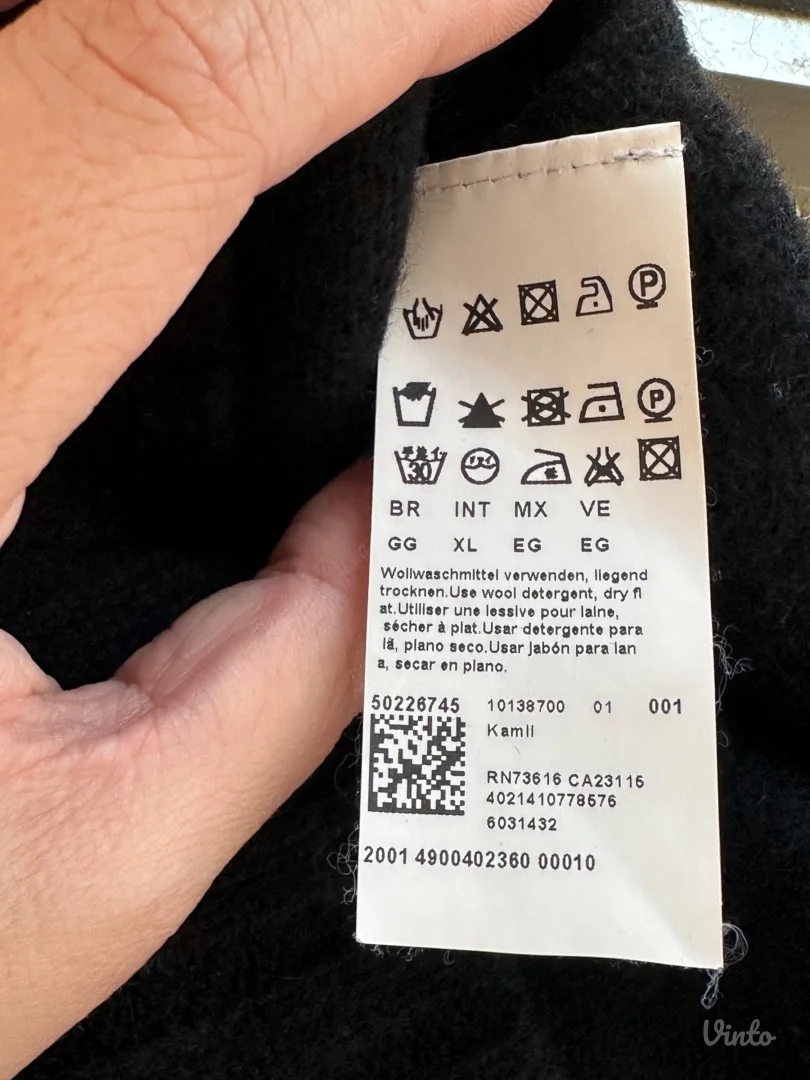 P
P
30
BR INT MX VE
GG XL EG EG
Wollwaschmittel verwenden, liegend
trocknen.Use wool detergent, dry fl
at.Utiliser une lessive pour laine,
sécher à plat.Usar detergente para
lã, plano seco.Usar jabón para lan
a, secar en plano.
50226745 10138700 01 001
Kamil
RN73616 CA23115
4021410778576
6031432
2001 4900402360 00010
Vinto